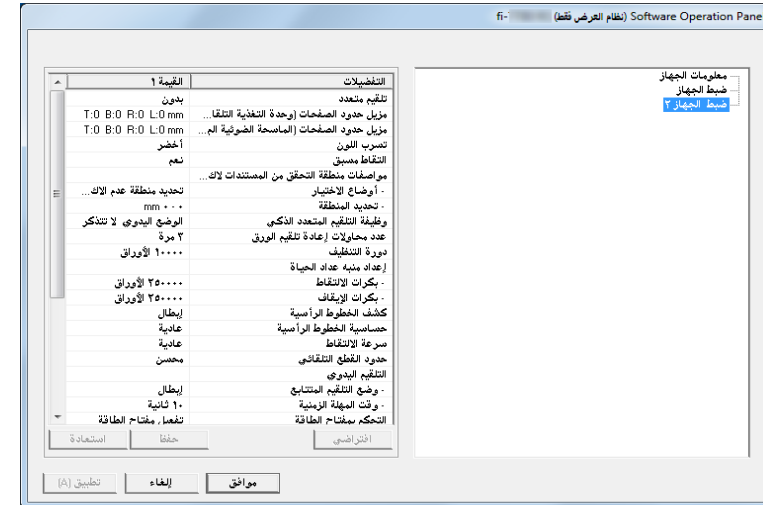 fi- Software Operation Pane (نظام العرض فقط)
معلومات الجهاز
ضبط الجهاز
ضبط الجهاز ٢
التفضيلات القيمة ١
تلقيم متعدد بدون
مزيل حدود الصفحات (وحدة التغذية التلقا... T:0 B:0 R:0 L:0 mm
مزيل حدود الصفحات (الماسحة الضوئية الم... T:0 B:0 R:0 L:0 mm
تسرب اللون أخضر
التقاط مسبق نعم
مواصفات منطقة التحقق من المستندات لاك...
- أوضاع الاختيار تحديد منطقة عدم الاك...
- تحديد المنطقة ٠ ٠ ٠ mm
وظيفة التلقيم المتعدد الذكي الوضع اليدوي لا تتذكر
عدد محاولات إعادة تلقيم الورق ٣ مرة
دورة التنظيف ١٠٠٠٠ الأوراق
إعداد منبه عداد الحياة
- بكرات الالتقاط ٢٥٠٠٠٠ الأوراق
- بكرات الإيقاف ٢٥٠٠٠٠ الأوراق
كشف الخطوط الرأسية إبطال
حساسية الخطوط الرأسية عادية
سرعة الالتقاط عادية
حدود القطع التلقائي محسن
التلقيم اليدوي
- وضع التلقيم المتتابع إبطال
- وقت المهلة الزمنية ١٠ ثانية
التحكم بمفتاح الطاقة تفعيل مفتاح الطاقة
افتراضي حفظ استعادة
موافق إلغاء تطبيق (A)